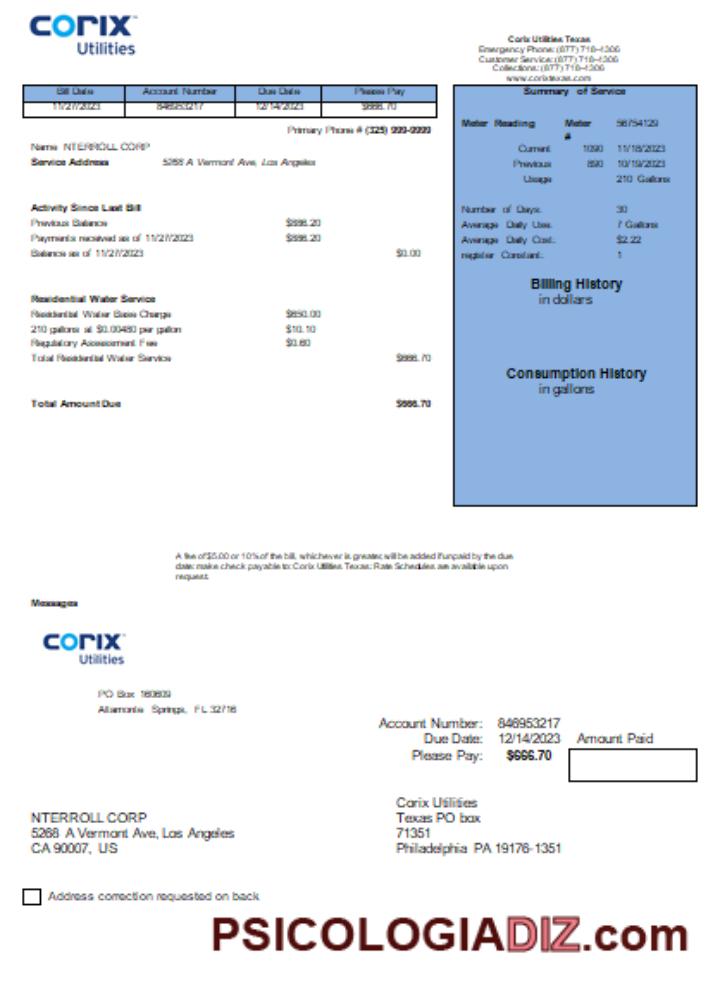 CORIX
Utilities
Corix Utilities Texas
Emergency Phone: (877) 718-4306
Customer Service: (877) 718-4306
Collections: (877) 718-4306
www.corixtexas.com
Bill Date Account Number Due Date Please Pay
11/27/2023 846953217 12/14/2023 $666.70
Primary Phone # (325) 999-9999
Name NTERROLL CORP
Service Address 5268 A Vermont Ave, Los Angeles
Activity Since Last Bill
Previous Balance $666.20
Payments received as of 11/27/2023 $666.20
Balance as of 11/27/2023 $0.00
Residential Water Service
Residential Water Base Charge $650.00
210 gallons at $0.00480 per gallon $10.10
Regulatory Assessment Fee $0.60
Total Residential Water Service $666.70
Total Amount Due $666.70
Summary of Service
Meter Reading Meter # 56754129
Current 1090 11/18/2023
Previous 890 10/19/2023
Usage 210 Gallons
Number of Days: 30
Average Daily Use: 7 Gallons
Average Daily Cost: $2.22
register Constant: 1
Billing History
in dollars
Consumption History
in gallons
A fee of $5.00 or 10% of the bill, whichever is greater, will be added if unpaid by the due
date: make check payable to: Corix Utilities Texas: Rate Schedules are available upon
request.
Messages
CORIX
Utilities
PO Box 160609
Altamonte Springs, FL 32716
Account Number: 846953217
Due Date: 12/14/2023 Amount Paid
Please Pay: $666.70
NTERROLL CORP
5268 A Vermont Ave, Los Angeles
CA 90007, US
Corix Utilities
Texas PO box
71351
Philadelphia PA 19176-1351
Address correction requested on back
PSICOLOGIADIZ.com